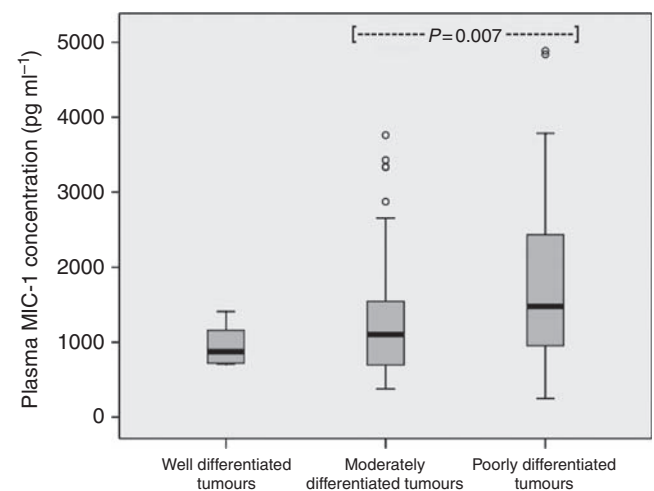 Plasma MIC-1 concentration (pg ml⁻¹)
5000
4000
3000
2000
1000
0
P=0.007
Well differentiated
tumours
Moderately
differentiated tumours
Poorly differentiated
tumours